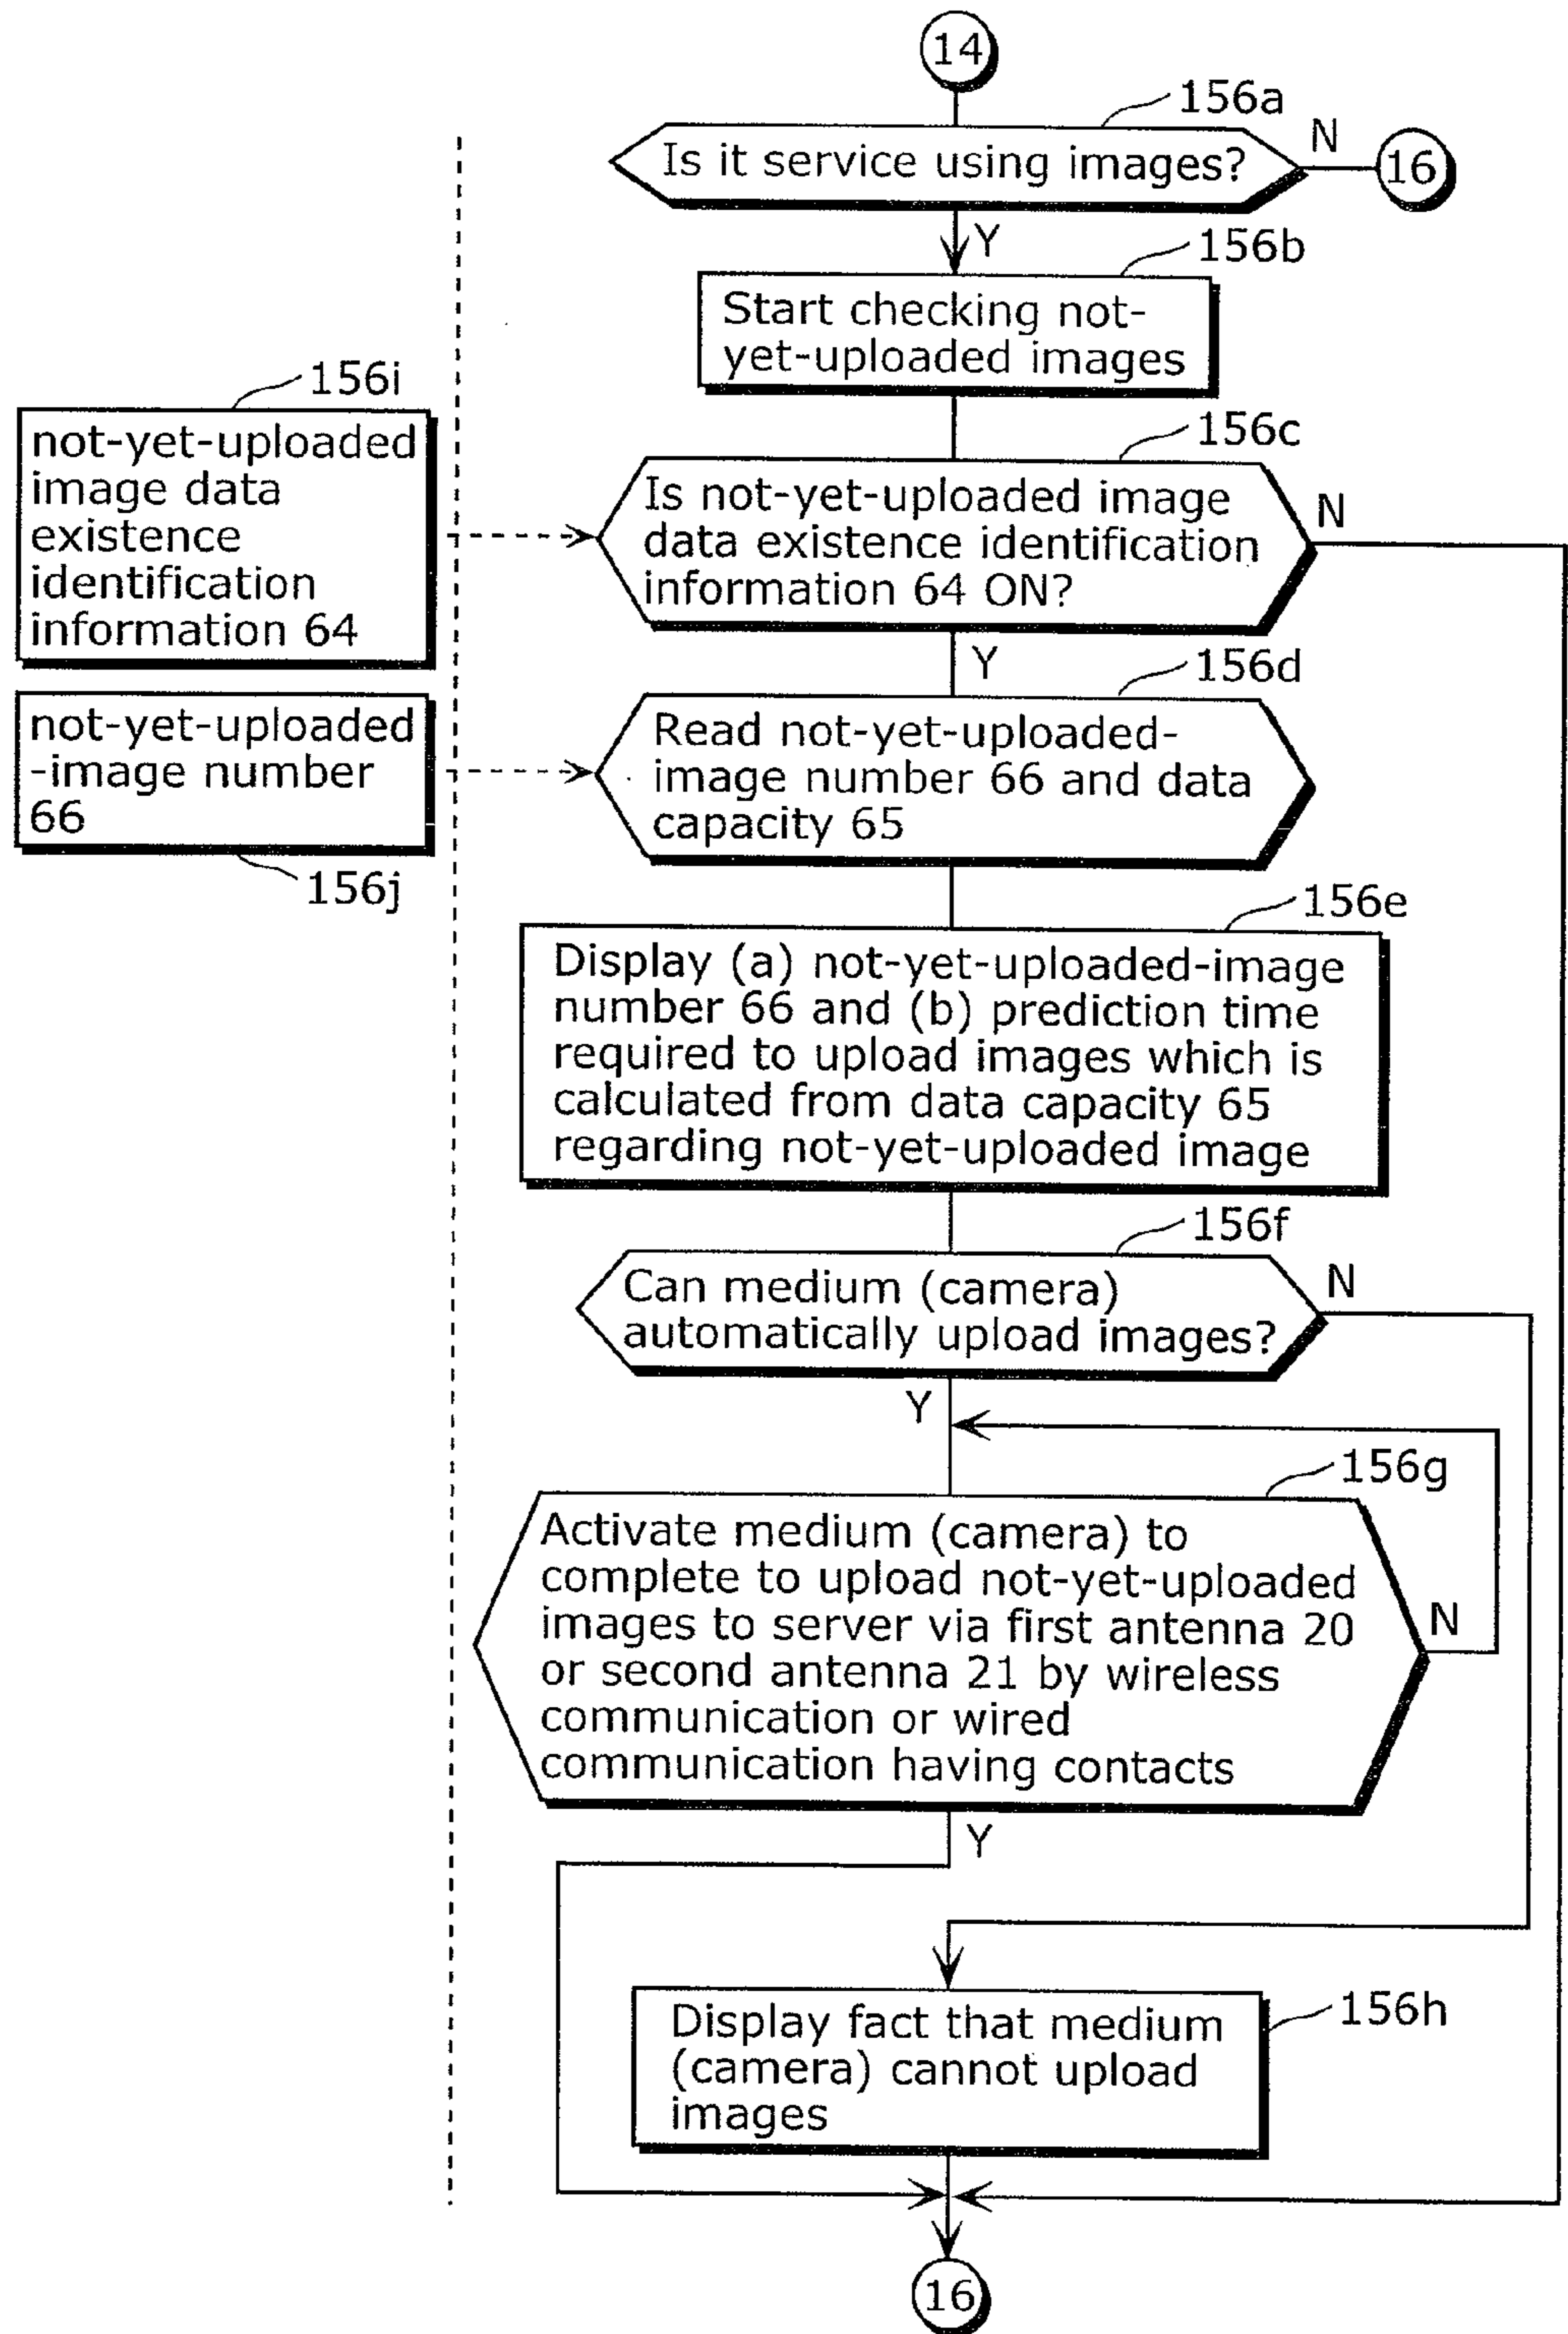 14
156a
Is it service using images?
N
16
Y
156b
Start checking not-
yet-uploaded images
156i
not-yet-uploaded
image data
existence
identification
information 64
156c
Is not-yet-uploaded image
data existence identification
information 64 ON?
N
Y
156d
not-yet-uploaded
-image number
66
156j
Read not-yet-uploaded-
image number 66 and data
capacity 65
156e
Display (a) not-yet-uploaded-image
number 66 and (b) prediction time
required to upload images which is
calculated from data capacity 65
regarding not-yet-uploaded image
156f
Can medium (camera)
automatically upload images?
N
Y
156g
Activate medium (camera) to
complete to upload not-yet-uploaded
images to server via first antenna 20
or second antenna 21 by wireless
communication or wired
communication having contacts
N
Y
156h
Display fact that medium
(camera) cannot upload
images
16